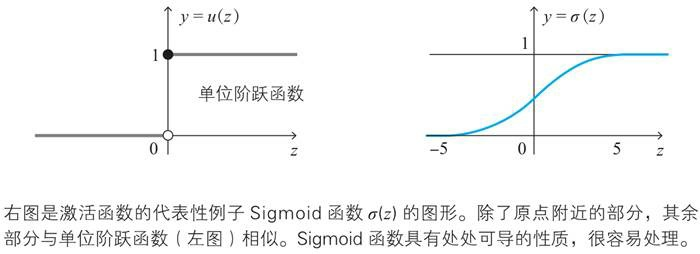 y = u(z)
1
单位阶跃函数
0
z
y = σ(z)
1
-5
0
5
z
右图是激活函数的代表性例子 Sigmoid 函数 σ(z) 的图形。除了原点附近的部分，其余
部分与单位阶跃函数（左图）相似。Sigmoid 函数具有处处可导的性质，很容易处理。